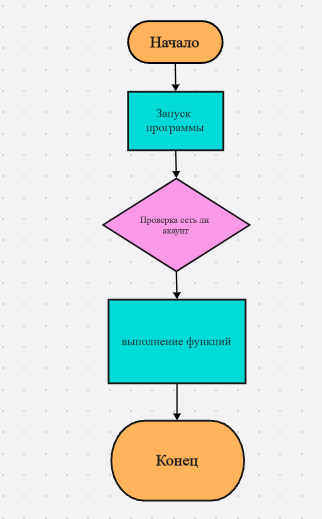 Начало
Запуск
программы
Проверка есть ли
акаунт
выполнение функций
Конец